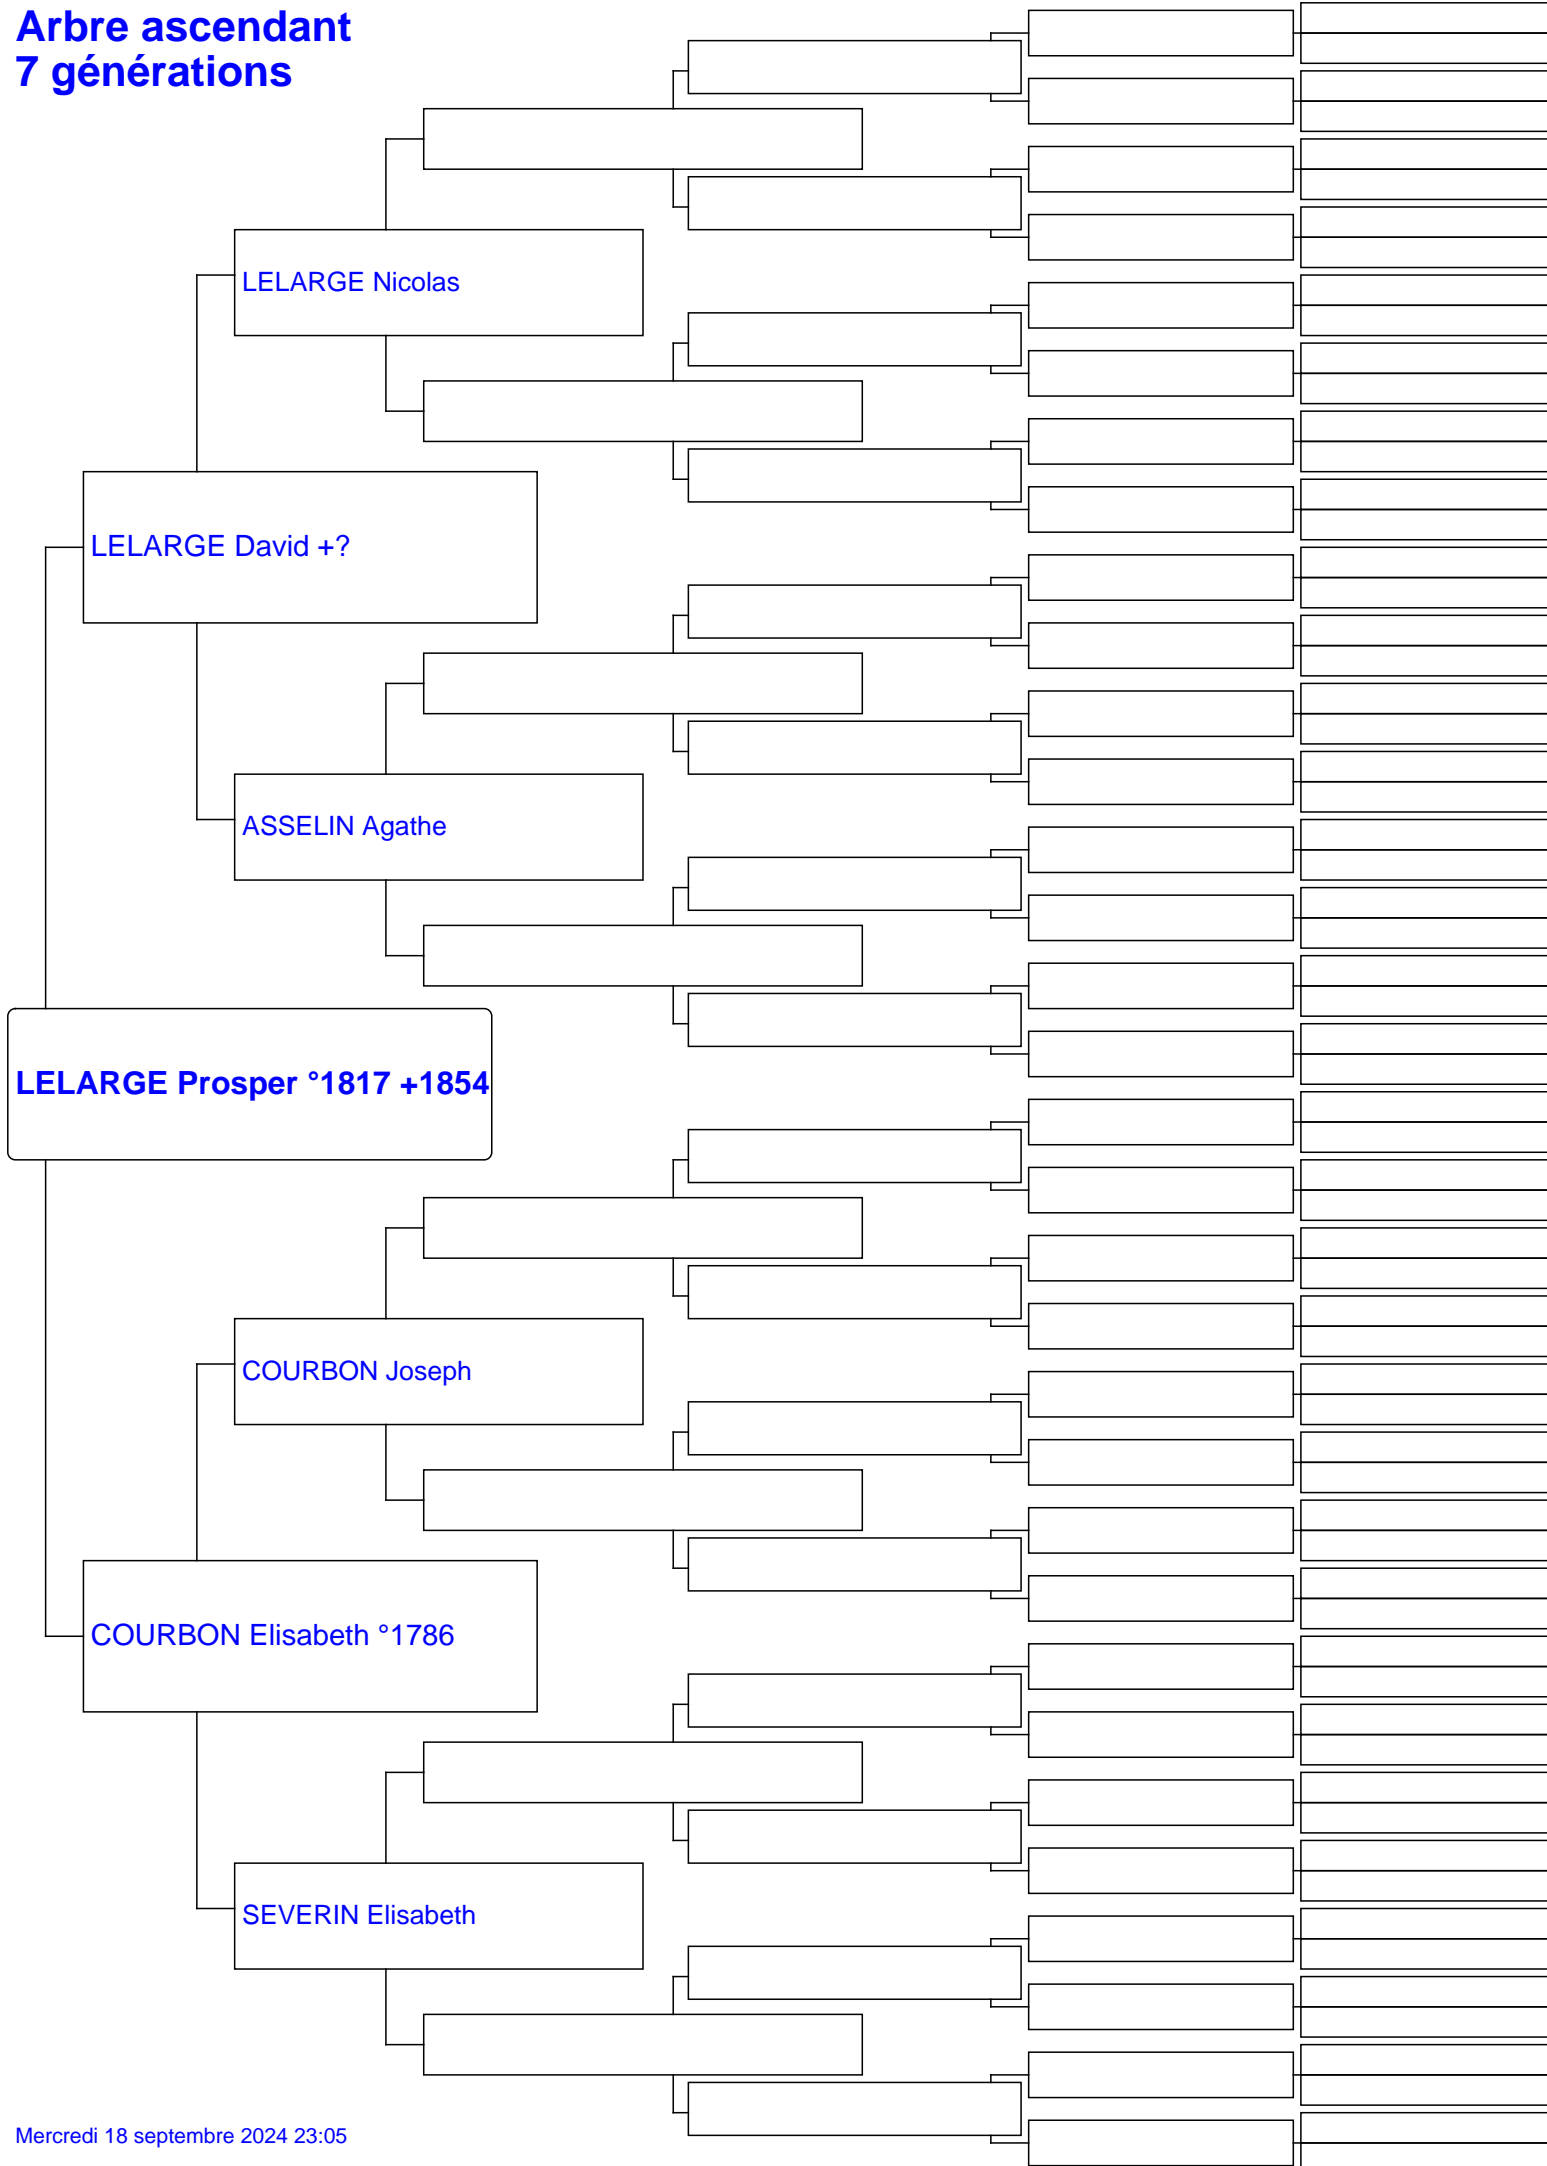 Arbre ascendant
7 générations
LELARGE Nicolas
LELARGE David +?
ASSELIN Agathe
LELARGE Prosper °1817 +1854
COURBON Joseph
COURBON Elisabeth °1786
SEVERIN Elisabeth
Mercredi 18 septembre 2024 23:05